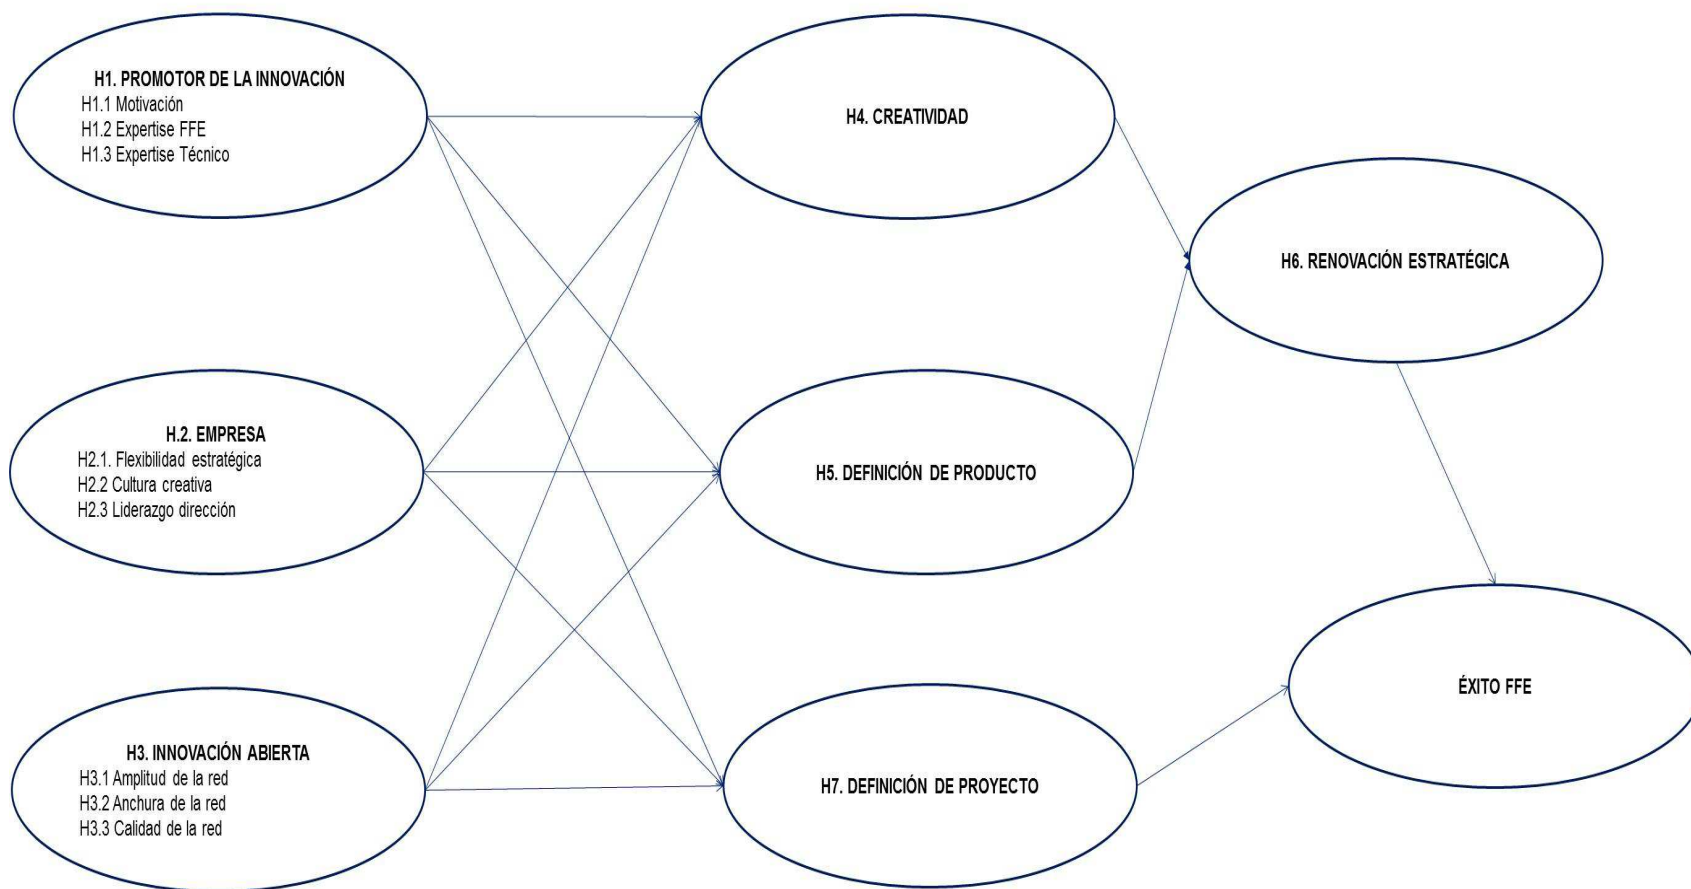 H1. PROMOTOR DE LA INNOVACIÓN
H1.1 Motivación
H1.2 Expertise FFE
H1.3 Expertise Técnico
H4. CREATIVIDAD
H6. RENOVACIÓN ESTRATÉGICA
H.2. EMPRESA
H2.1. Flexibilidad estratégica
H2.2 Cultura creativa
H2.3 Liderazgo dirección
H5. DEFINICIÓN DE PRODUCTO
ÉXITO FFE
H3. INNOVACIÓN ABIERTA
H3.1 Amplitud de la red
H3.2 Anchura de la red
H3.3 Calidad de la red
H7. DEFINICIÓN DE PROYECTO